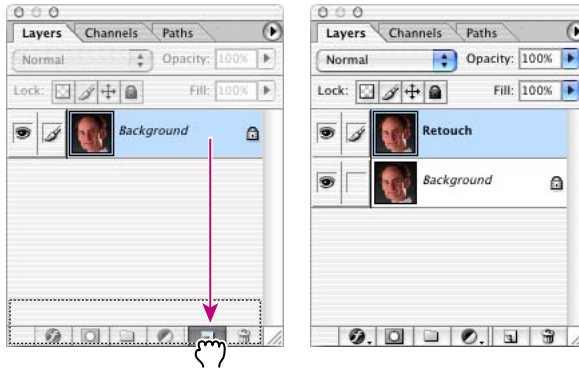 Layers Channels Paths
Normal Opacity: 100%
Lock: Fill: 100%
Background
Layers Channels Paths
Normal Opacity: 100%
Lock: Fill: 100%
Retouch
Background